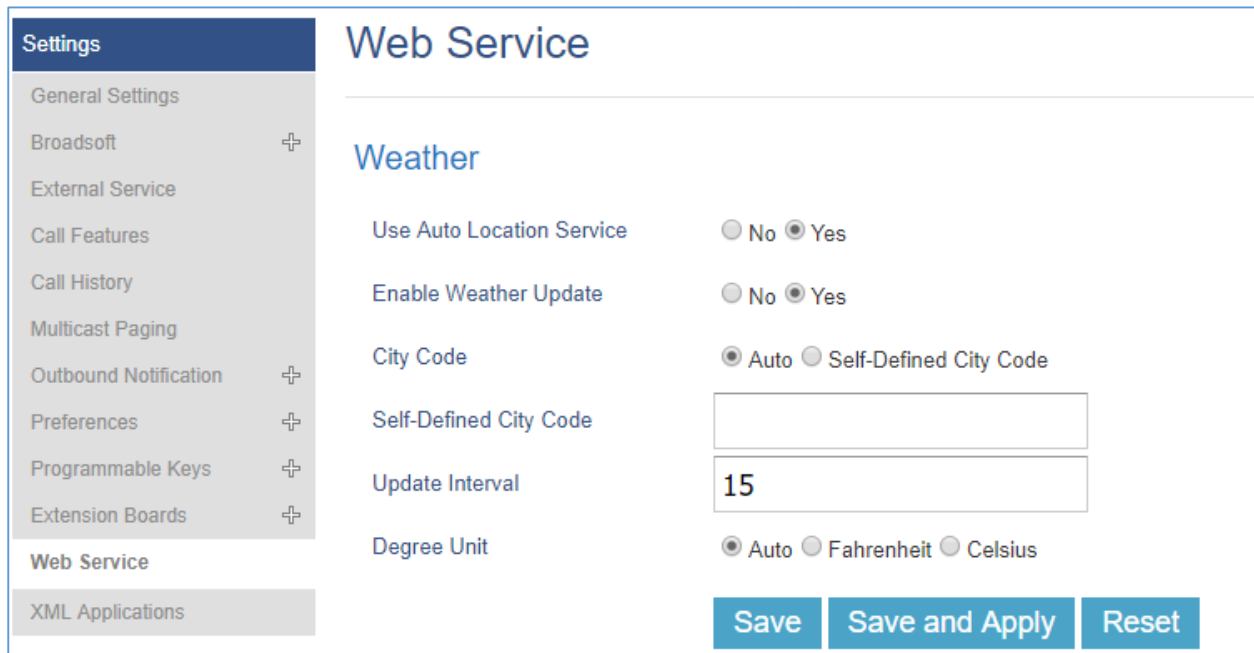 Settings
General Settings
Broadsoft
External Service
Call Features
Call History
Multicast Paging
Outbound Notification
Preferences
Programmable Keys
Extension Boards
Web Service
XML Applications
Web Service
Weather
Use Auto Location Service No Yes
Enable Weather Update No Yes
City Code Auto Self-Defined City Code
Self-Defined City Code
Update Interval 15
Degree Unit Auto Fahrenheit Celsius
Save Save and Apply Reset